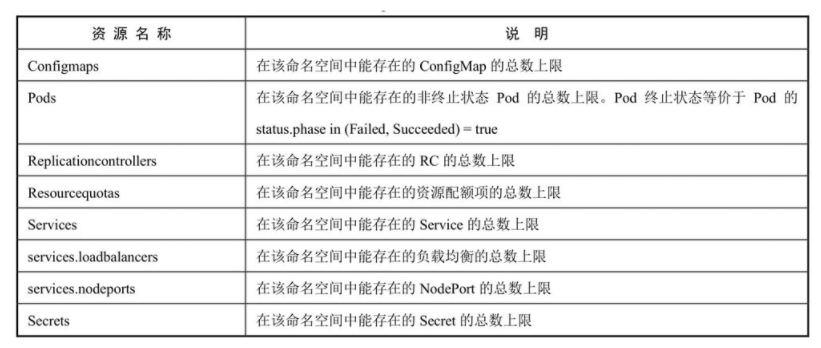 资 源 名 称 说 明
Configmaps 在该命名空间中能存在的 ConfigMap 的总数上限
Pods 在该命名空间中能存在的非终止状态 Pod 的总数上限。Pod 终止状态等价于 Pod 的
status.phase in (Failed, Succeeded) = true
Replicationcontrollers 在该命名空间中能存在的 RC 的总数上限
Resourcequotas 在该命名空间中能存在的资源配额项的总数上限
Services 在该命名空间中能存在的 Service 的总数上限
services.loadbalancers 在该命名空间中能存在的负载均衡的总数上限
services.nodeports 在该命名空间中能存在的 NodePort 的总数上限
Secrets 在该命名空间中能存在的 Secret 的总数上限